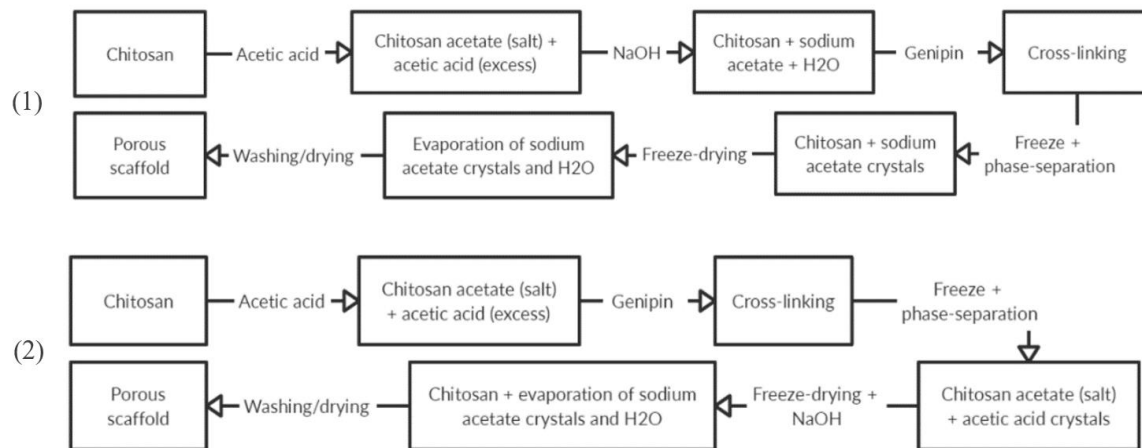 (1)
Chitosan
Acetic acid
Chitosan acetate (salt) +
acetic acid (excess)
NaOH
Chitosan + sodium
acetate + H2O
Genipin
Cross-linking
Freeze +
phase-separation
Chitosan + sodium
acetate crystals
Freeze-drying
Evaporation of sodium
acetate crystals and H2O
Washing/drying
Porous
scaffold
(2)
Chitosan
Acetic acid
Chitosan acetate (salt)
+ acetic acid (excess)
Genipin
Cross-linking
Freeze +
phase-separation
Chitosan acetate (salt)
+ acetic acid crystals
Freeze-drying +
NaOH
Chitosan + evaporation of sodium
acetate crystals and H2O
Washing/drying
Porous
scaffold